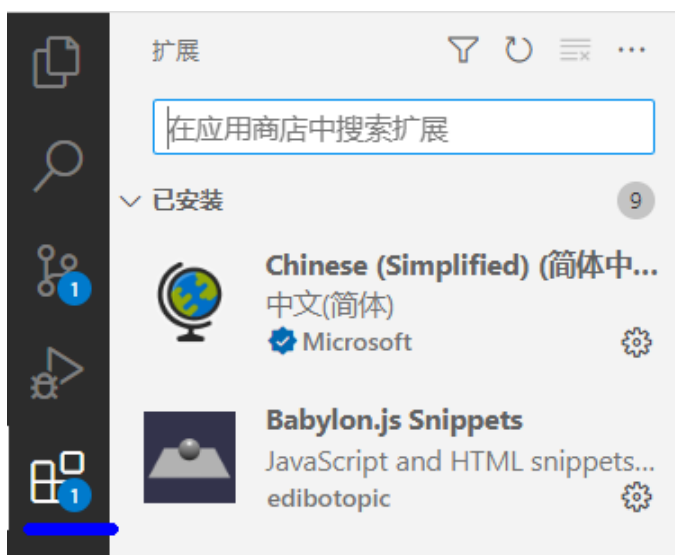 扩展
在应用商店中搜索扩展
已安装
9
Chinese (Simplified) (简体中...
中文(简体)
Microsoft
1
Babylon.js Snippets
JavaScript and HTML snippets...
edibotopic
1